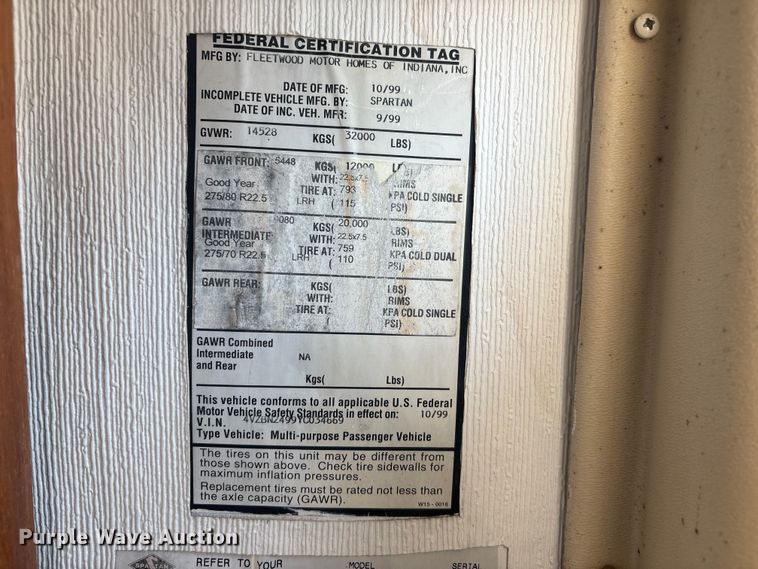 FEDERAL CERTIFICATION TAG
MFG BY: FLEETWOOD MOTOR HOMES OF INDIANA, INC
DATE OF MFG: 10/99
INCOMPLETE VEHICLE MFG. BY: SPARTAN
DATE OF INC. VEH. MFR: 9/99
GVWR: 14528 KGS( 32000 LBS)
GAWR FRONT: 5448 KGS( 12000
Good Year WITH: 22.5x7.5 RIMS
275/80 R22.5 TIRE AT: 793 KPA COLD SINGLE
LRH ( 115 PSI)
GAWR KGS( 20,000 LBS)
INTERMEDIATE WITH: 22.5x7.5 RIMS
Good Year TIRE AT: 759 KPA COLD DUAL
275/70 R22.5 LRH ( 110 PSI)
GAWR REAR: KGS( LBS)
WITH: RIMS
TIRE AT: KPA COLD SINGLE
( PSI)
GAWR Combined
Intermediate NA
and Rear
Kgs( Lbs)
This vehicle conforms to all applicable U.S. Federal
Motor Vehicle Safety Standards in effect on: 10/99
V.I.N. 4VZBN2499YC034669
Type Vehicle: Multi-purpose Passenger Vehicle
The tires on this unit may be different from
those shown above. Check tire sidewalls for
maximum inflation pressures.
Replacement tires must be rated not less than
the axle capacity (GAWR).
W15-0016
Purple Wave Auction
SPARTAN REFER TO YOUR MODEL SERIAL